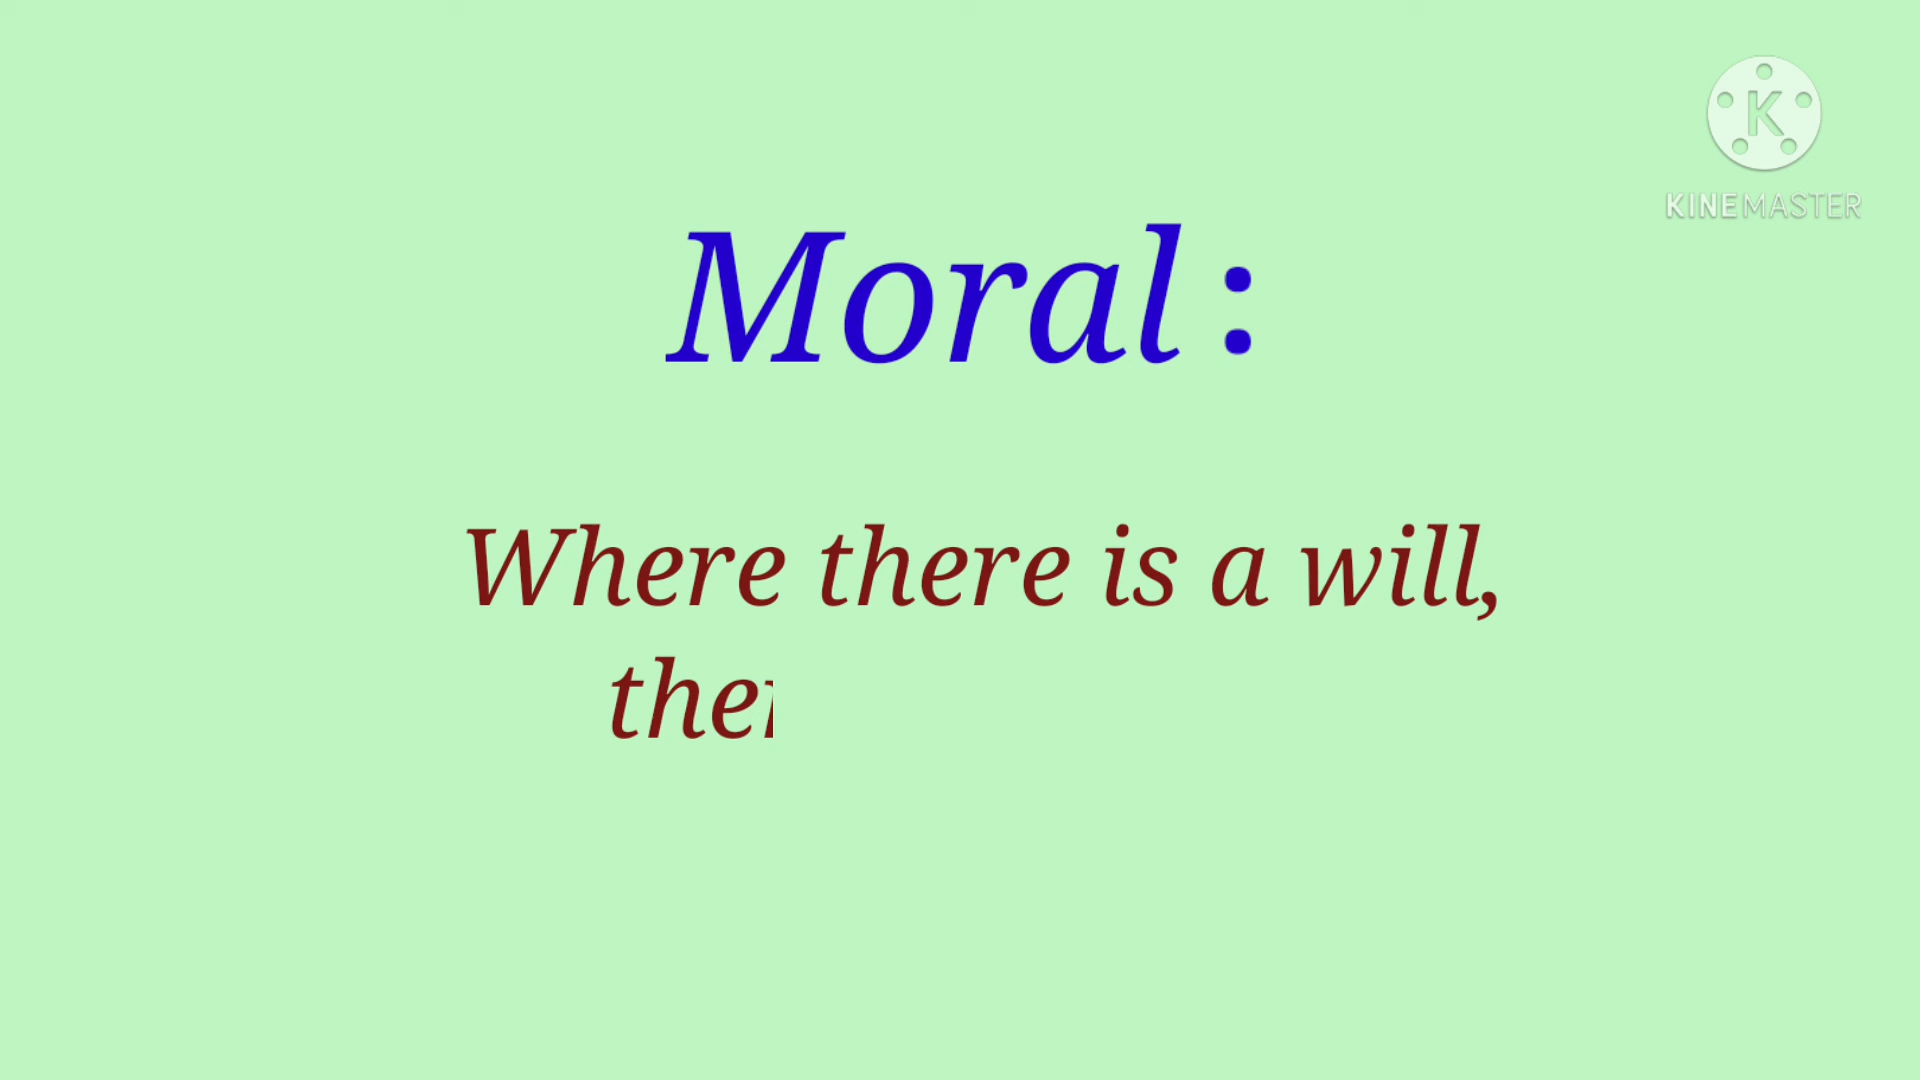 K
KINEMASTER
Moral :
Where there is a will,
the